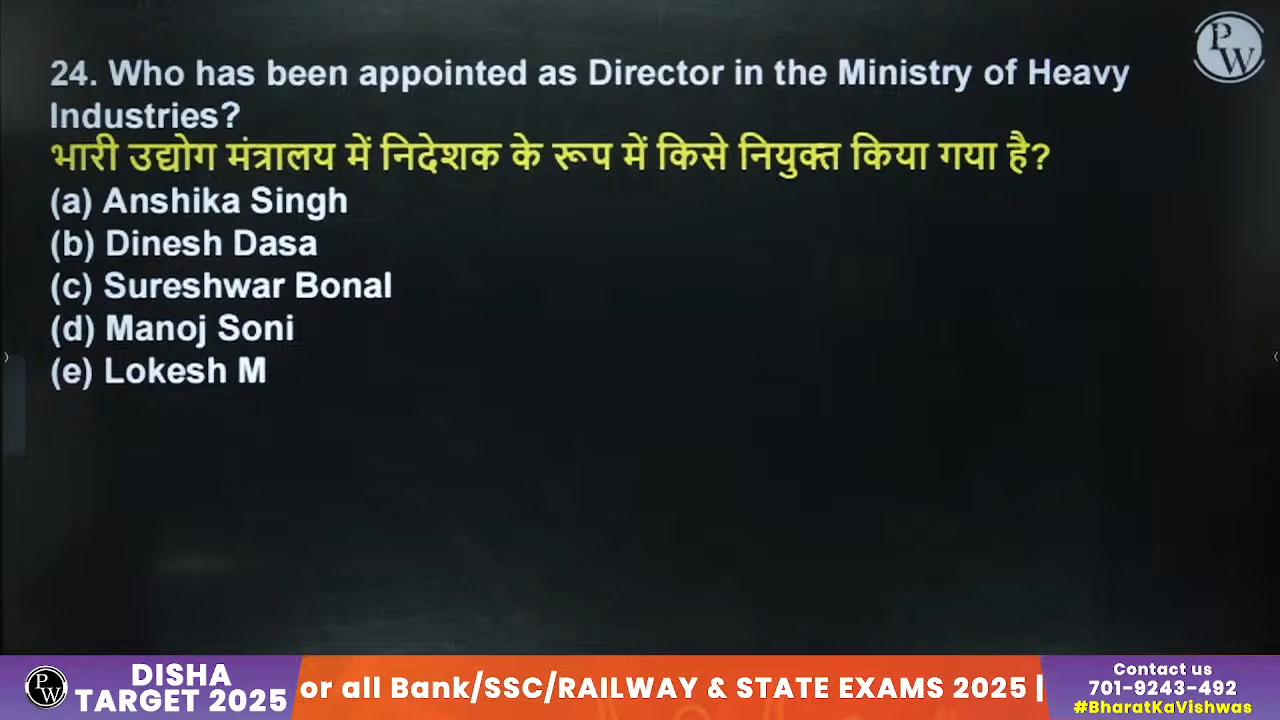 24. Who has been appointed as Director in the Ministry of Heavy
Industries?
भारी उद्योग मंत्रालय में निदेशक के रूप में किसे नियुक्त किया गया है?
(a) Anshika Singh
(b) Dinesh Dasa
(c) Sureshwar Bonal
(d) Manoj Soni
(e) Lokesh M
PW
PW
DISHA
TARGET 2025
or all Bank/SSC/RAILWAY & STATE EXAMS 2025 |
Contact us
701-9243-492
#BharatKaVishwas